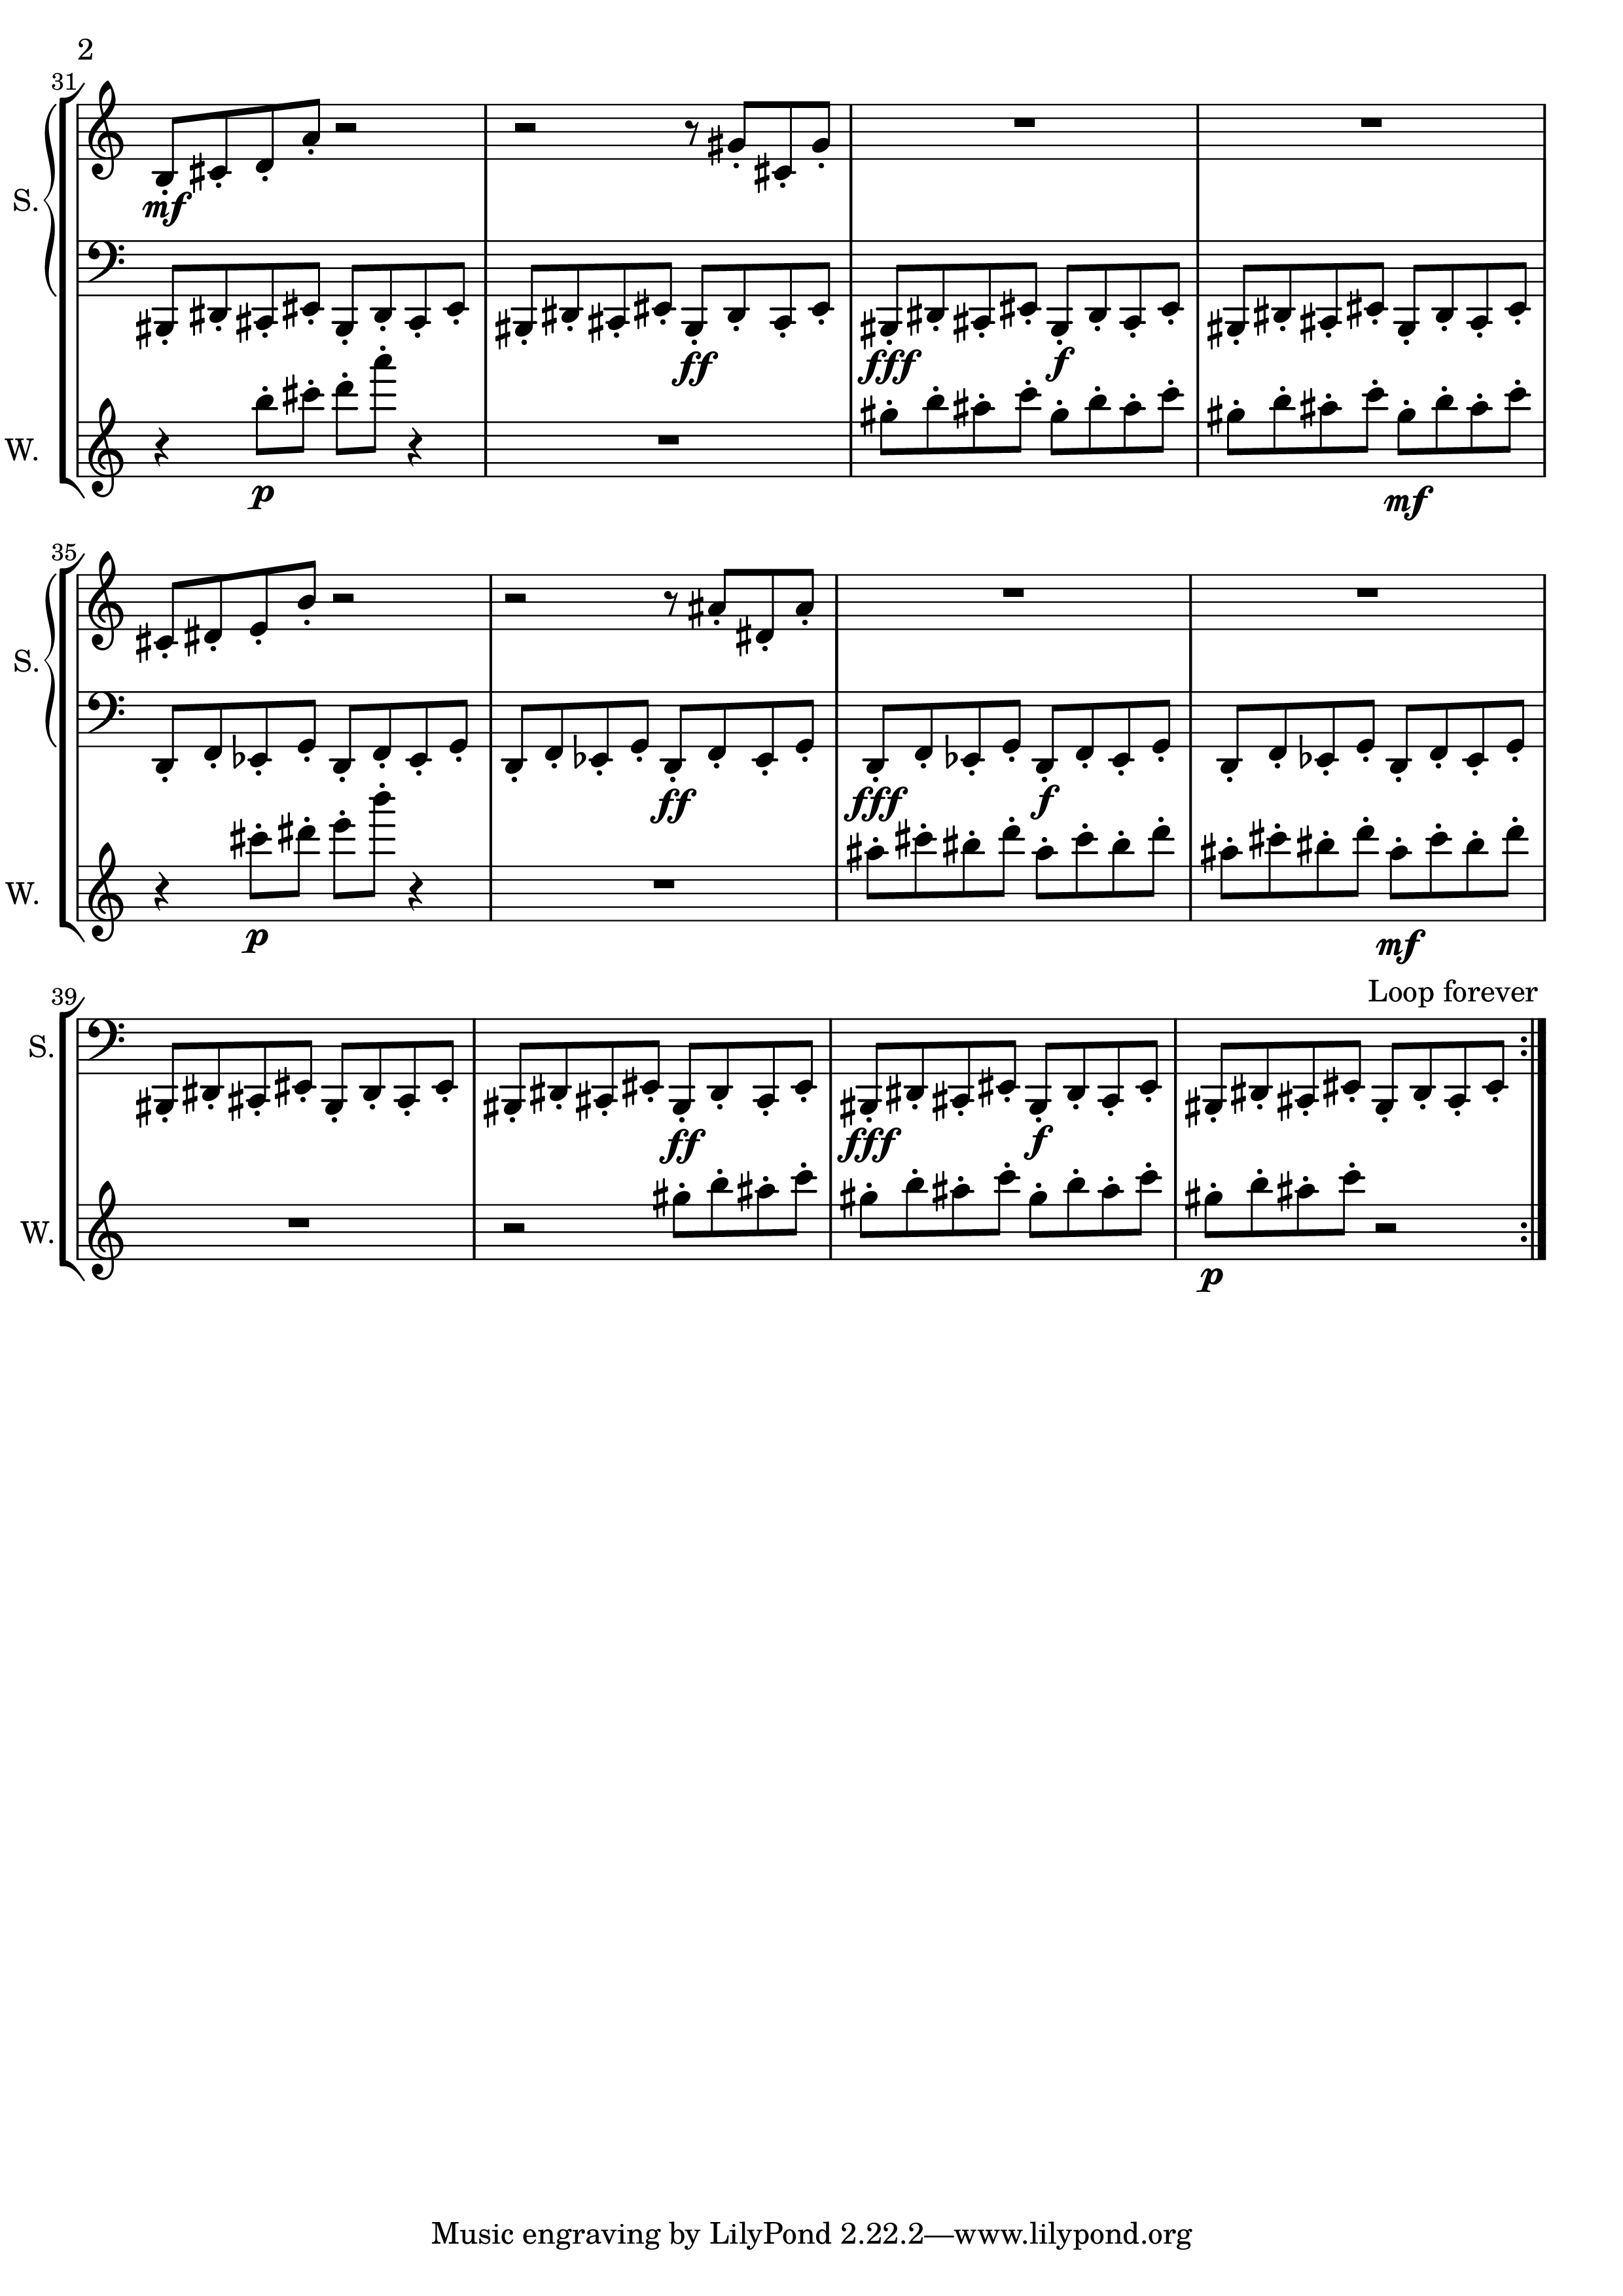 2
31
S.
mf
ff
fff
f
W.
p
mf
35
S.
ff
fff
f
W.
p
mf
39
Loop forever
S.
ff
fff
f
W.
p
Music engraving by LilyPond 2.22.2—www.lilypond.org